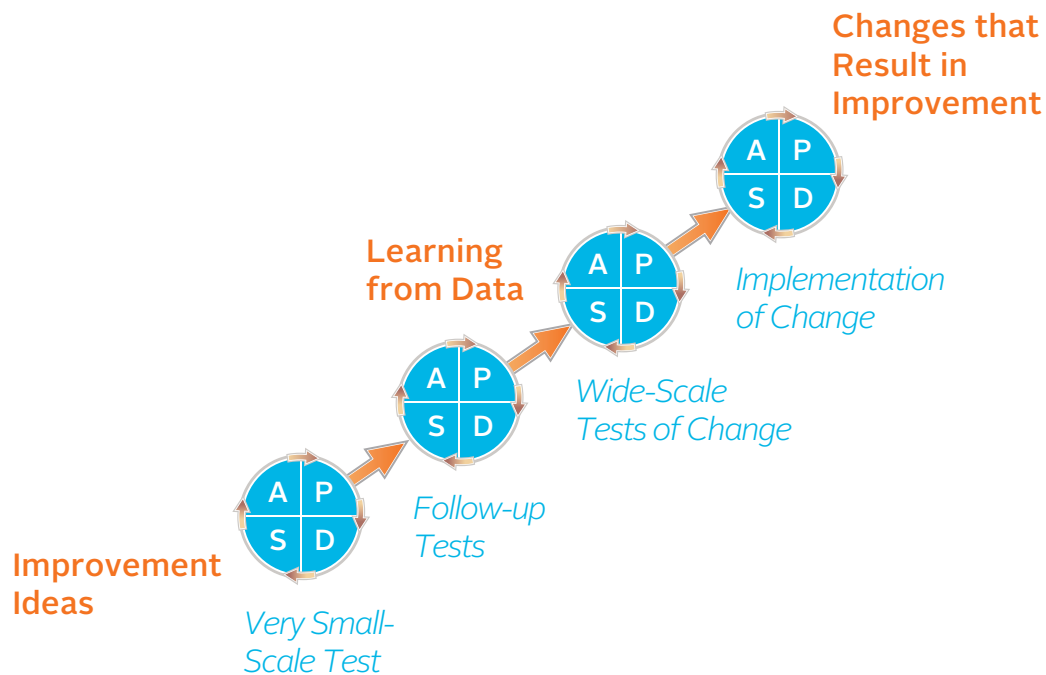 Changes that
Result in
Improvement
A P
S D
Implementation
of Change
Learning
from Data
A P
S D
Wide-Scale
Tests of Change
A P
S D
Follow-up
Tests
A P
S D
Improvement
Ideas
Very Small-
Scale Test